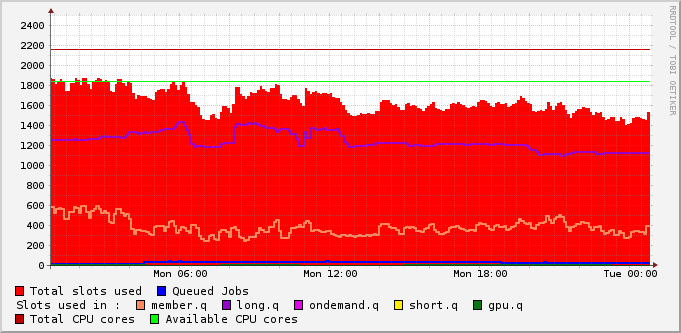 RRDTOOL / TOBI OETIKER
2400
2200
2000
1800
1600
1400
1200
1000
800
600
400
200
0
Mon 06:00 Mon 12:00 Mon 18:00 Tue 00:00
Total slots used Queued Jobs
Slots used in : member.q long.q ondemand.q short.q gpu.q
Total CPU cores Available CPU cores